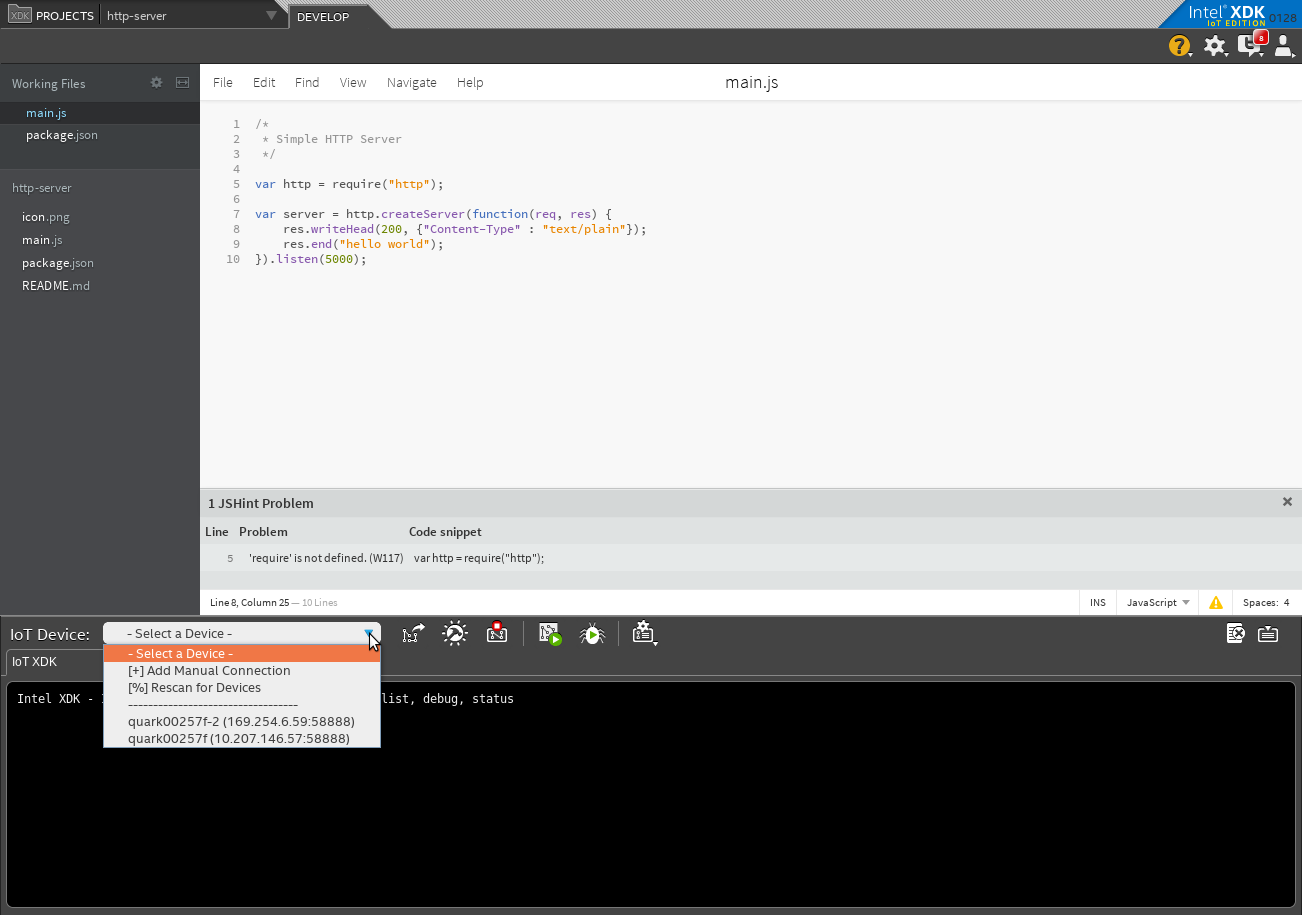 XDK PROJECTS http-server DEVELOP
Intel® XDK
IoT EDITION 0128
? 8
Working Files
main.js
package.json
http-server
icon.png
main.js
package.json
README.md
File Edit Find View Navigate Help main.js
1 /*
2 * Simple HTTP Server
3 */
4
5 var http = require("http");
6
7 var server = http.createServer(function(req, res) {
8 res.writeHead(200, {"Content-Type" : "text/plain"});
9 res.end("hello world");
10 }).listen(5000);
1 JSHint Problem
Line Problem Code snippet
5 'require' is not defined. (W117) var http = require("http");
Line 8, Column 25 — 10 Lines INS JavaScript Spaces: 4
IoT Device: - Select a Device -
- Select a Device -
[+] Add Manual Connection
[%] Rescan for Devices
----------------------------------
quark00257f-2 (169.254.6.59:58888)
quark00257f (10.207.146.57:58888)
IoT XDK
Intel XDK - list, debug, status